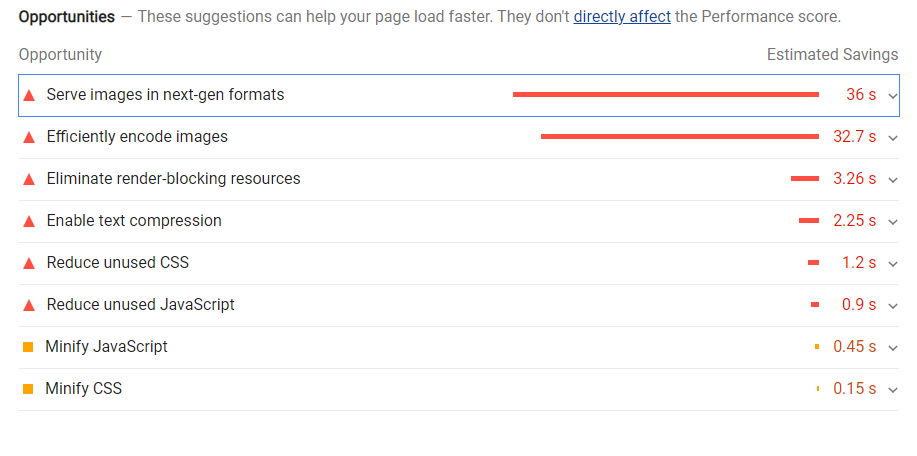 Opportunities — These suggestions can help your page load faster. They don't directly affect the Performance score.
Opportunity Estimated Savings
Serve images in next-gen formats 36 s
Efficiently encode images 32.7 s
Eliminate render-blocking resources 3.26 s
Enable text compression 2.25 s
Reduce unused CSS 1.2 s
Reduce unused JavaScript 0.9 s
Minify JavaScript 0.45 s
Minify CSS 0.15 s